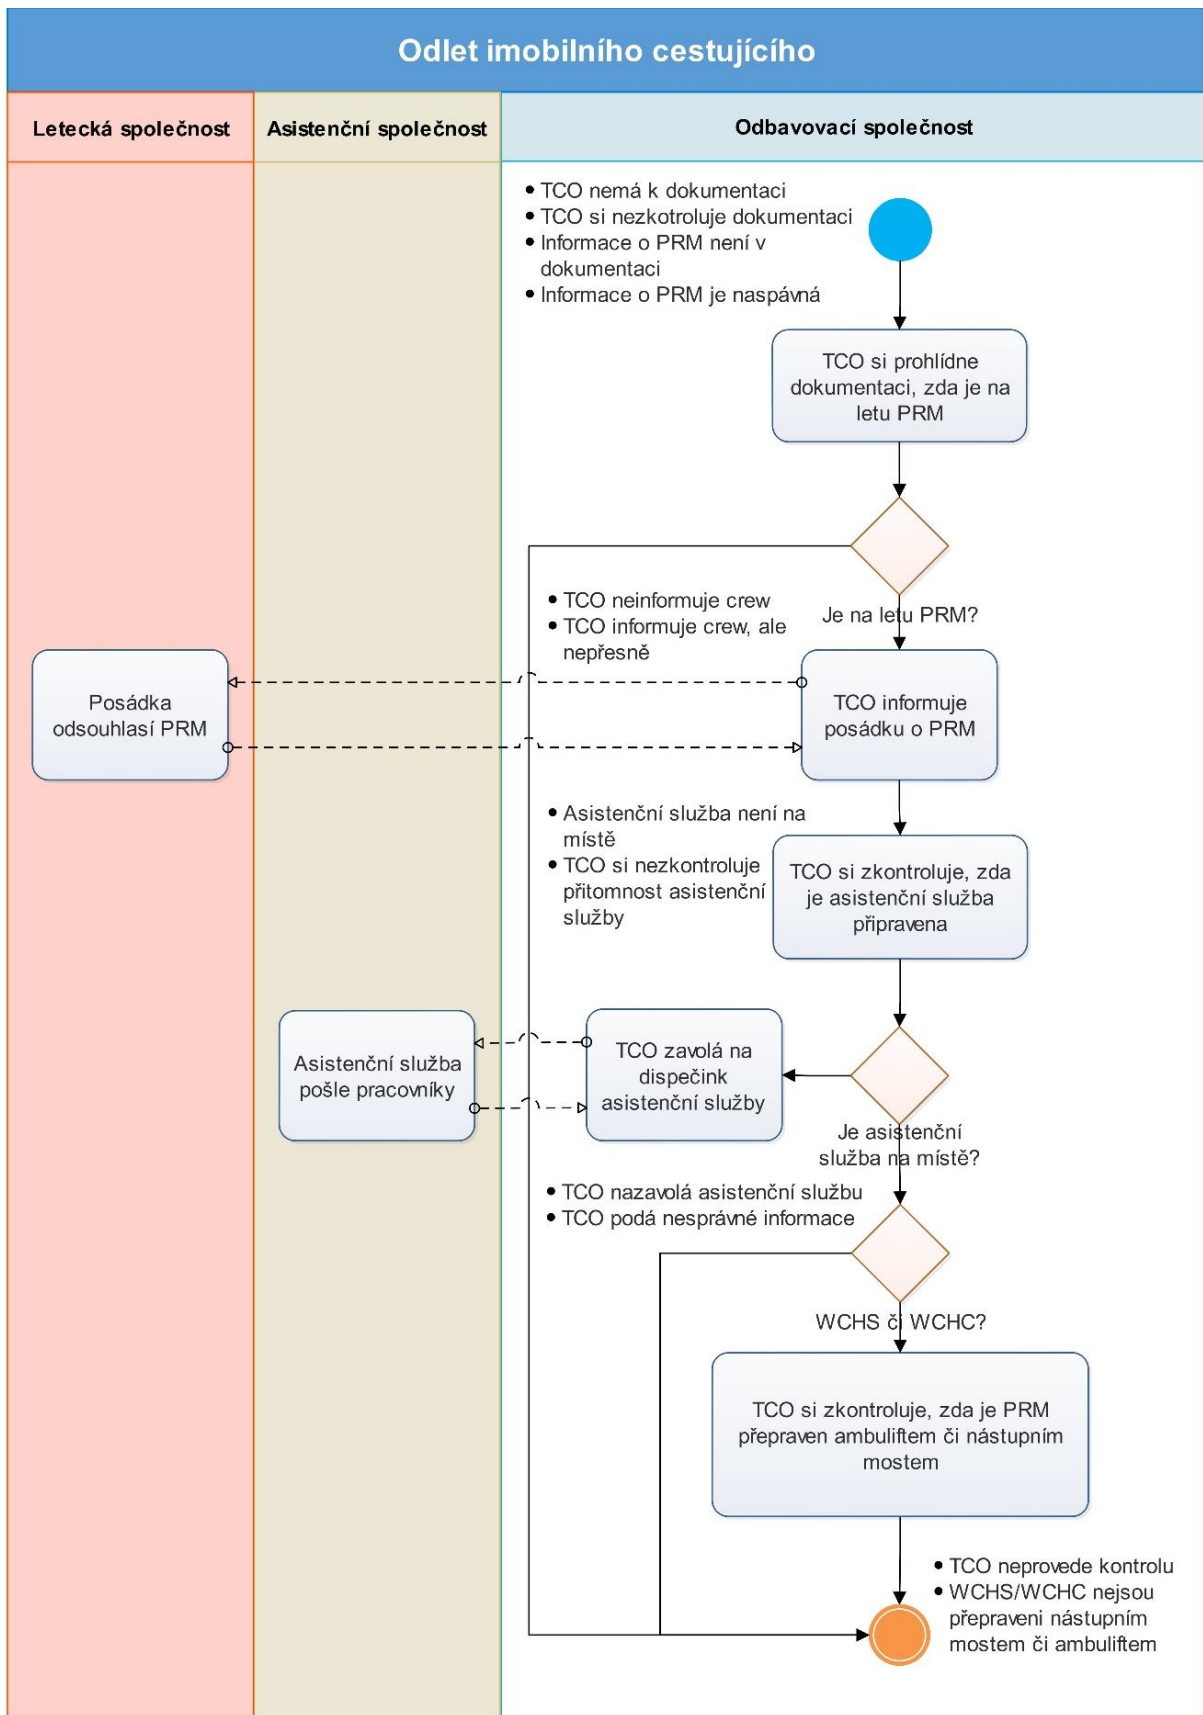 Odlet imobilního cestujícího
Letecká společnost
Asistenční společnost
Odbavovací společnost
• TCO nemá k dokumentaci
• TCO si nezkotroluje dokumentaci
• Informace o PRM není v
dokumentaci
• Informace o PRM je naspávná
TCO si prohlídne
dokumentaci, zda je na
letu PRM
Je na letu PRM?
• TCO neinformuje crew
• TCO informuje crew, ale
nepřesně
Posádka
odsouhlasí PRM
TCO informuje
posádku o PRM
• Asistenční služba není na
místě
• TCO si nezkontroluje
přitomnost asistenční
služby
TCO si zkontroluje, zda
je asistenční služba
připravena
Asistenční služba
pošle pracovníky
TCO zavolá na
dispečink
asistenční služby
Je asistenční
služba na místě?
• TCO nazavolá asistenční službu
• TCO podá nesprávné informace
WCHS či WCHC?
TCO si zkontroluje, zda je PRM
přepraven ambuliftem či nástupním
mostem
• TCO neprovede kontrolu
• WCHS/WCHC nejsou
přepraveni nástupním
mostem či ambuliftem